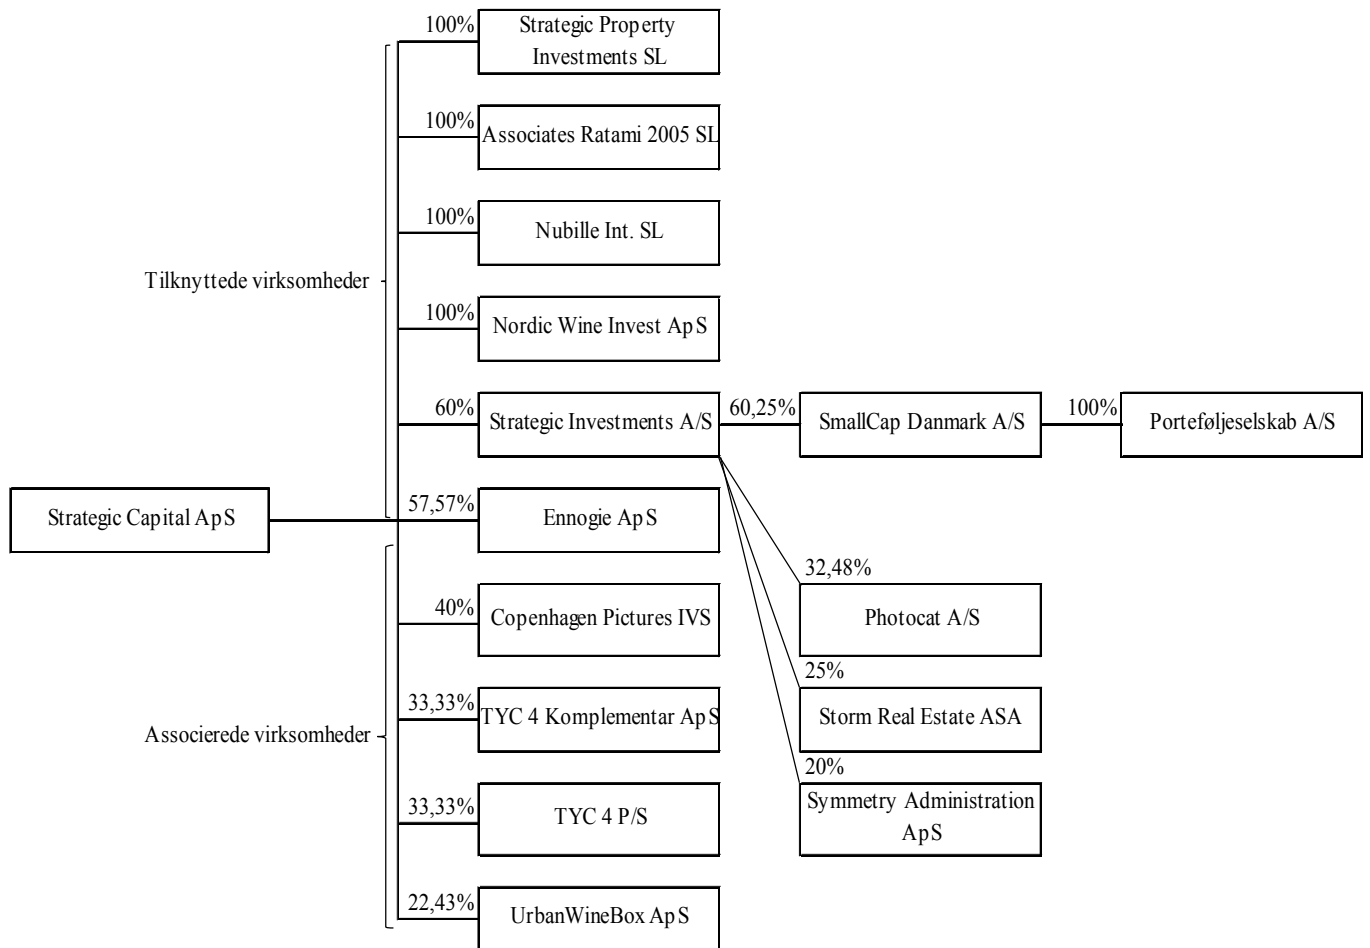 100%
Strategic Property
Investments SL
100%
Associates Ratami 2005 SL
100%
Nubille Int. SL
Tilknyttede virksomheder
100%
Nordic Wine Invest ApS
60%
Strategic Investments A/S
60,25%
SmallCap Danmark A/S
100%
Porteføljeselskab A/S
Strategic Capital ApS
57,57%
Ennogie ApS
32,48%
Photocat A/S
40%
Copenhagen Pictures IVS
25%
Storm Real Estate ASA
33,33%
TYC 4 Komplementar ApS
Associerede virksomheder
20%
Symmetry Administration
ApS
33,33%
TYC 4 P/S
22,43%
UrbanWineBox ApS